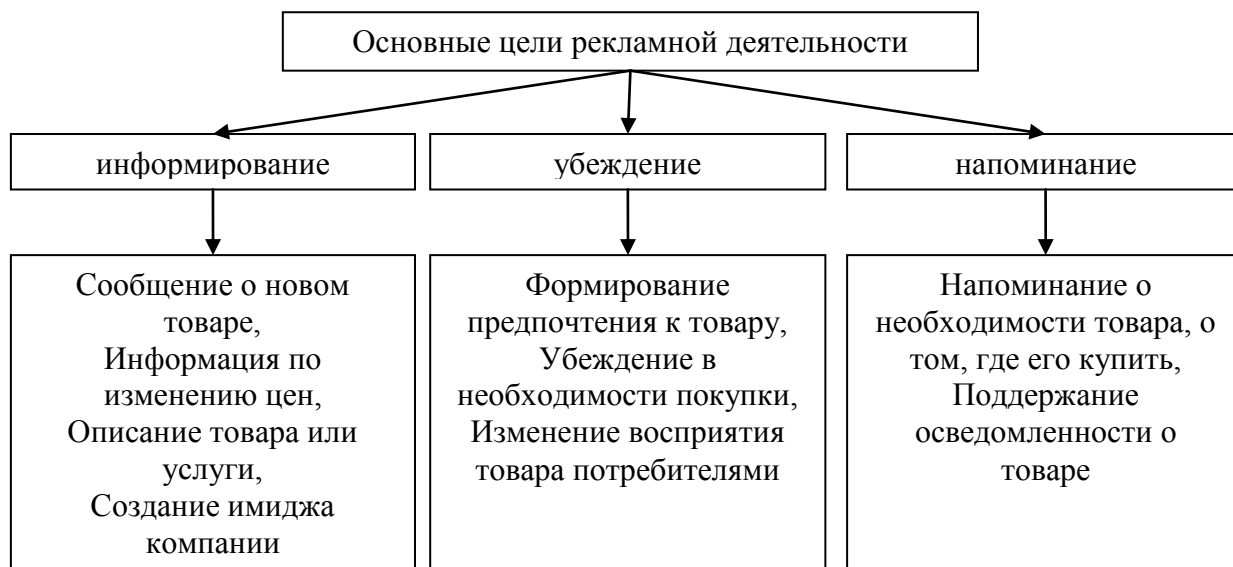 Основные цели рекламной деятельности
информирование
убеждение
напоминание
Сообщение о новом
товаре,
Информация по
изменению цен,
Описание товара или
услуги,
Создание имиджа
компании
Формирование
предпочтения к товару,
Убеждение в
необходимости покупки,
Изменение восприятия
товара потребителями
Напоминание о
необходимости товара, о
том, где его купить,
Поддержание
осведомленности о
товаре